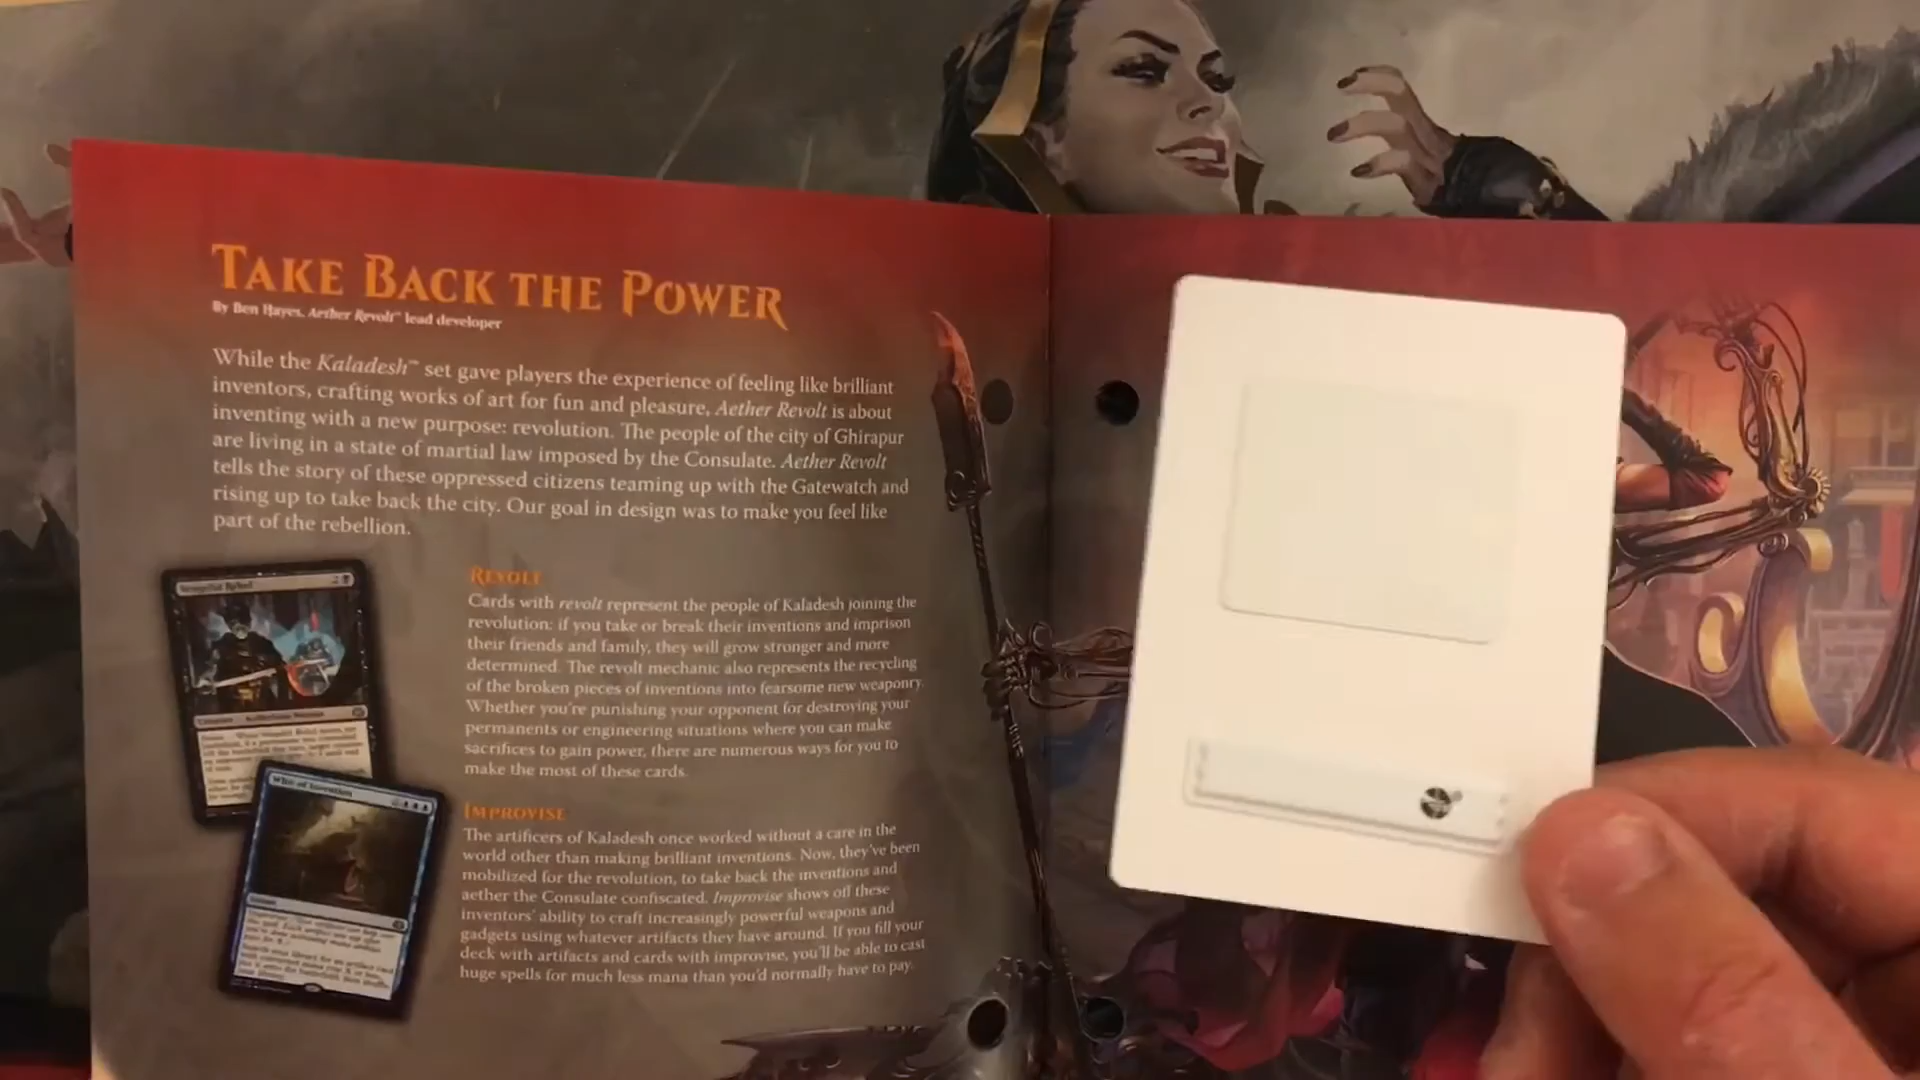 TAKE BACK THE POWER
By Ben Hayes, Aether Revolt™ lead developer
While the Kaladesh™ set gave players the experience of feeling like brilliant
inventors, crafting works of art for fun and pleasure, Aether Revolt is about
inventing with a new purpose: revolution. The people of the city of Ghirapur
are living in a state of martial law imposed by the Consulate. Aether Revolt
tells the story of these oppressed citizens teaming up with the Gatewatch and
rising up to take back the city. Our goal in design was to make you feel like
part of the rebellion.
REVOLT
Cards with revolt represent the people of Kaladesh joining the
revolution: if you take or break their inventions and imprison
their friends and family, they will grow stronger and more
determined. The revolt mechanic also represents the recycling
of the broken pieces of inventions into fearsome new weaponry.
Whether you're punishing your opponent for destroying your
permanents or engineering situations where you can make
sacrifices to gain power, there are numerous ways for you to
make the most of these cards.
IMPROVISE
The artificers of Kaladesh once worked without a care in the
world other than making brilliant inventions. Now, they've been
mobilized for the revolution, to take back the inventions and
aether the Consulate confiscated. Improvise shows off these
inventors' ability to craft increasingly powerful weapons and
gadgets using whatever artifacts they have around. If you fill your
deck with artifacts and cards with improvise, you'll be able to cast
huge spells for much less mana than you'd normally have to pay.
Vengeful Rebel
Whir of Invention